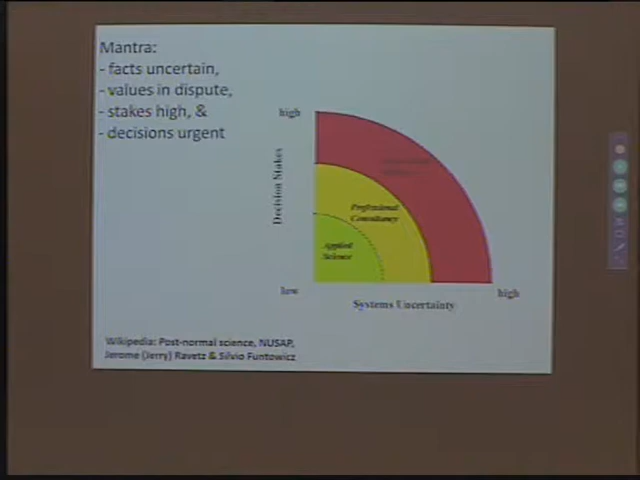 Mantra:
- facts uncertain,
- values in dispute,
- stakes high, &
- decisions urgent
high
Decision Stakes
Professional
Consultancy
Applied
Science
low
high
Systems Uncertainty
Wikipedia: Post-normal science, NUSAP,
Jerome (Jerry) Ravetz & Silvio Funtowicz